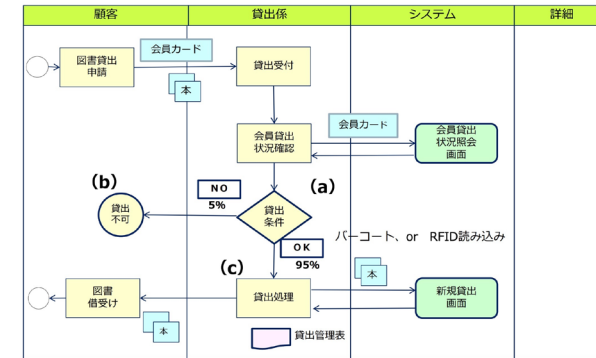 顧客
貸出係
システム
詳細
図書貸出
申請
会員カード
本
貸出受付
会員貸出
状況確認
会員カード
会員貸出
状況照会
画面
(b)
NO
5%
(a)
貸出
不可
貸出
条件
バーコート、or RFID読み込み
OK
95%
(c)
本
図書
借受け
貸出処理
新規貸出
画面
本
貸出管理表